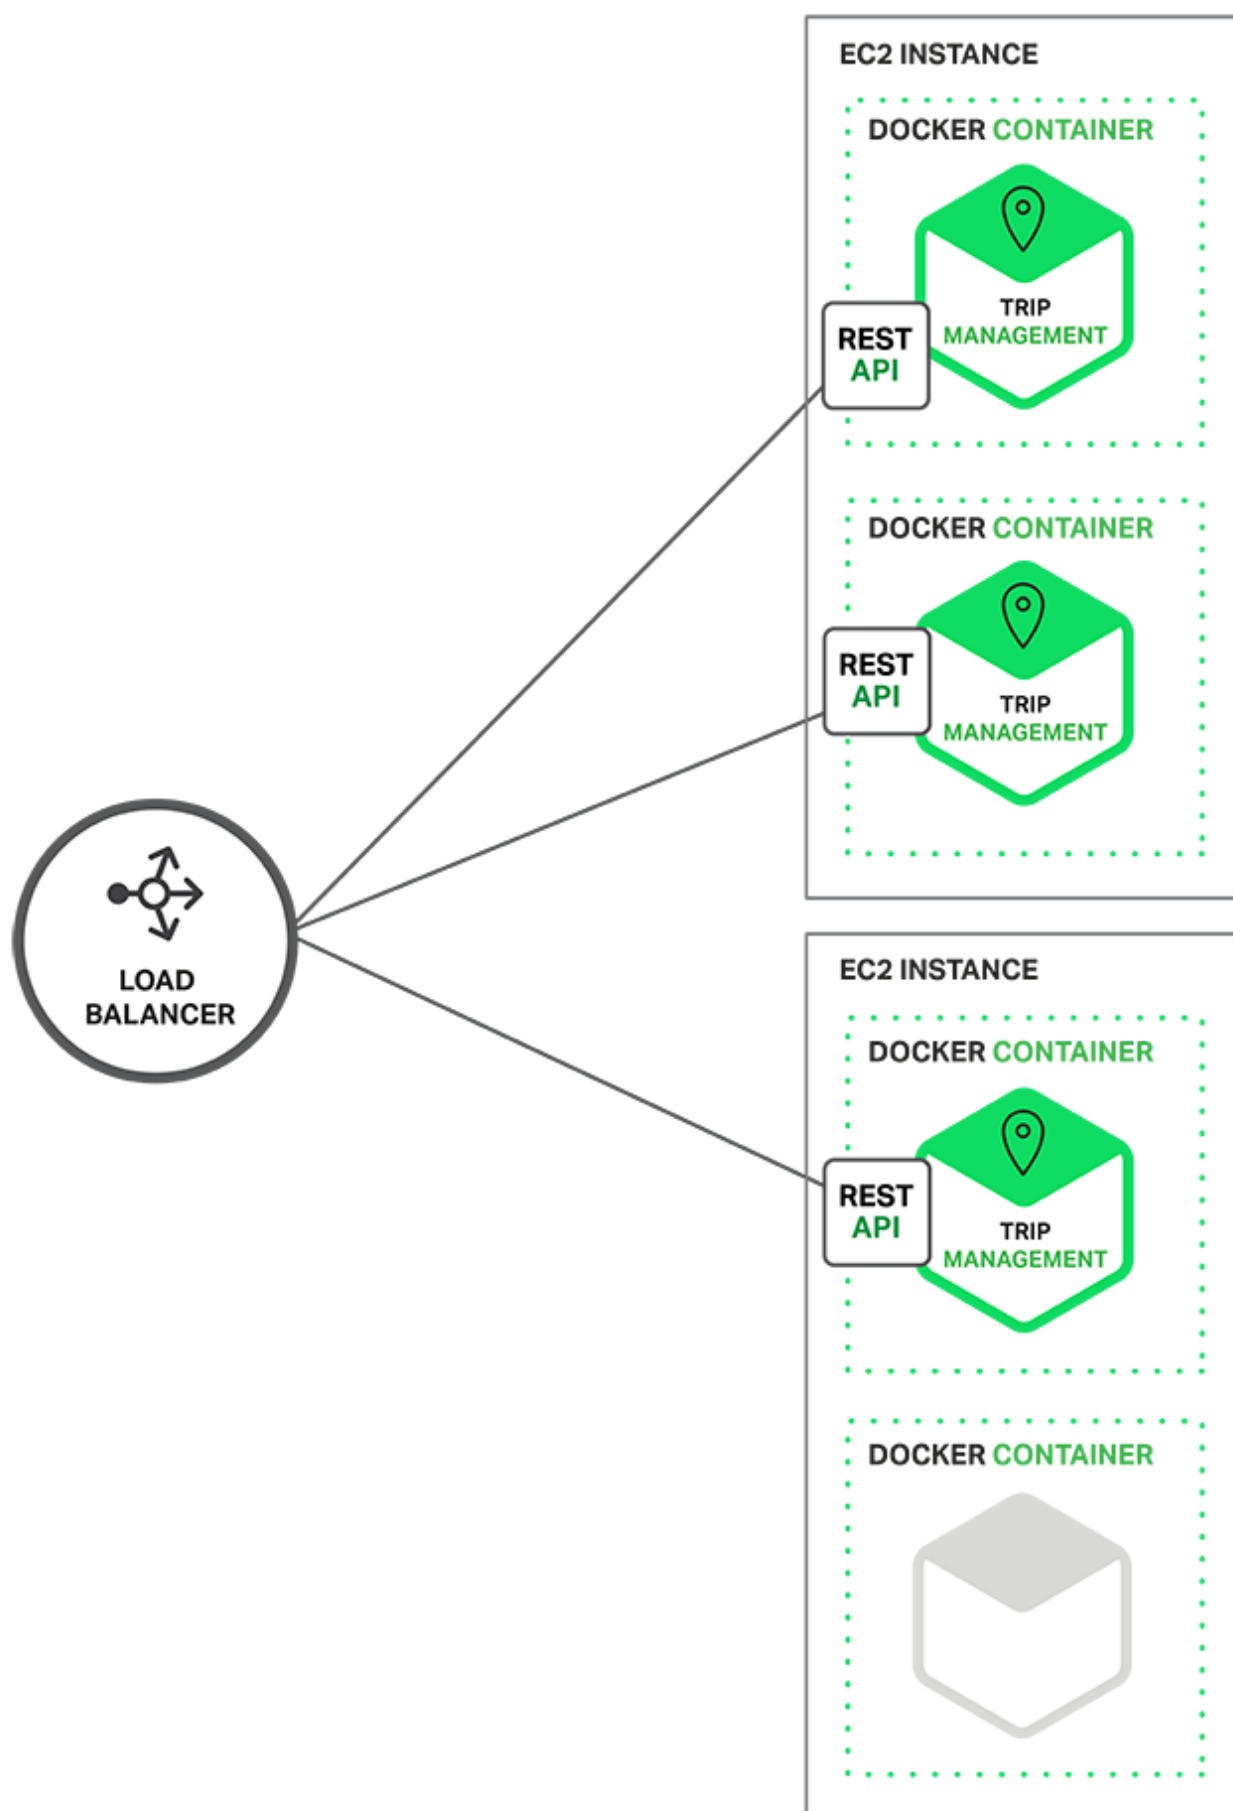 EC2 INSTANCE
DOCKER CONTAINER
TRIP
MANAGEMENT
REST
API
DOCKER CONTAINER
TRIP
MANAGEMENT
REST
API
LOAD
BALANCER
EC2 INSTANCE
DOCKER CONTAINER
TRIP
MANAGEMENT
REST
API
DOCKER CONTAINER